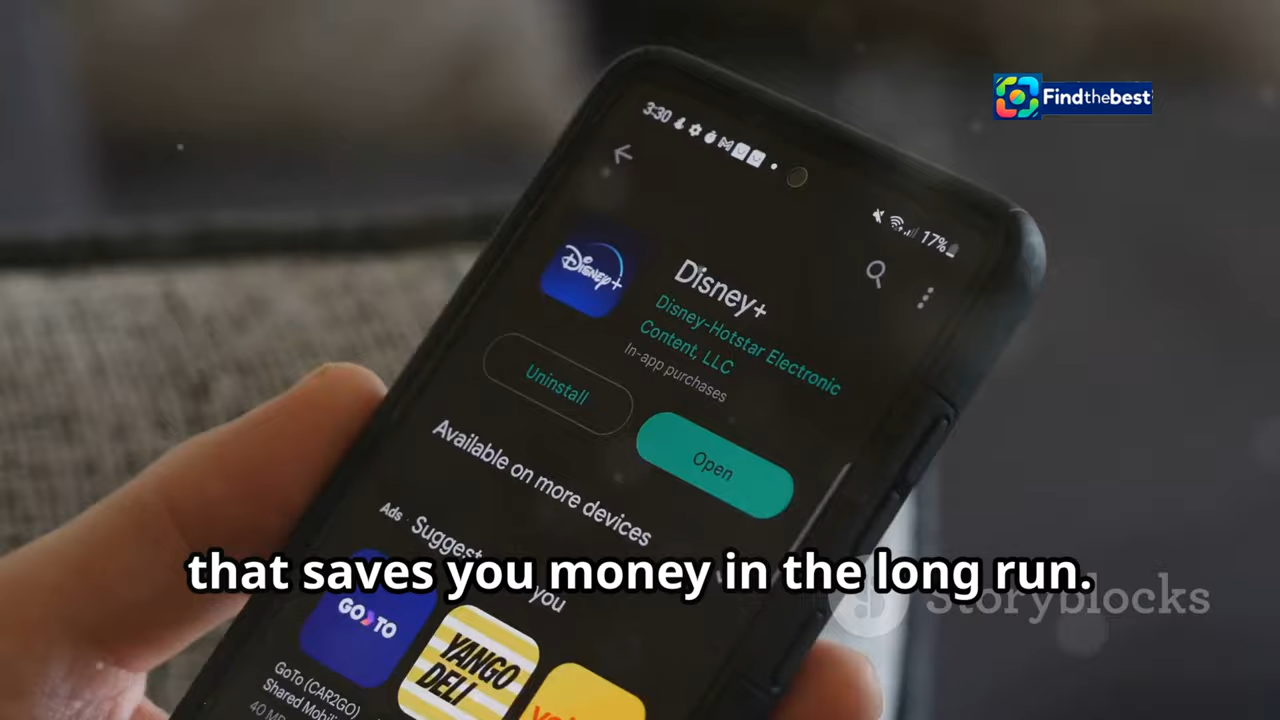 Findthebest
3:30
17%
Disney+
Disney+
Disney-Hotstar Electronic
Content, LLC
In-app purchases
Uninstall
Open
Available on more devices
Ads
Suggest
you
that saves you money in the long run.
Storyblocks
GO TO
YANGO
DELI
GoTo (CAR2GO)
Shared
40